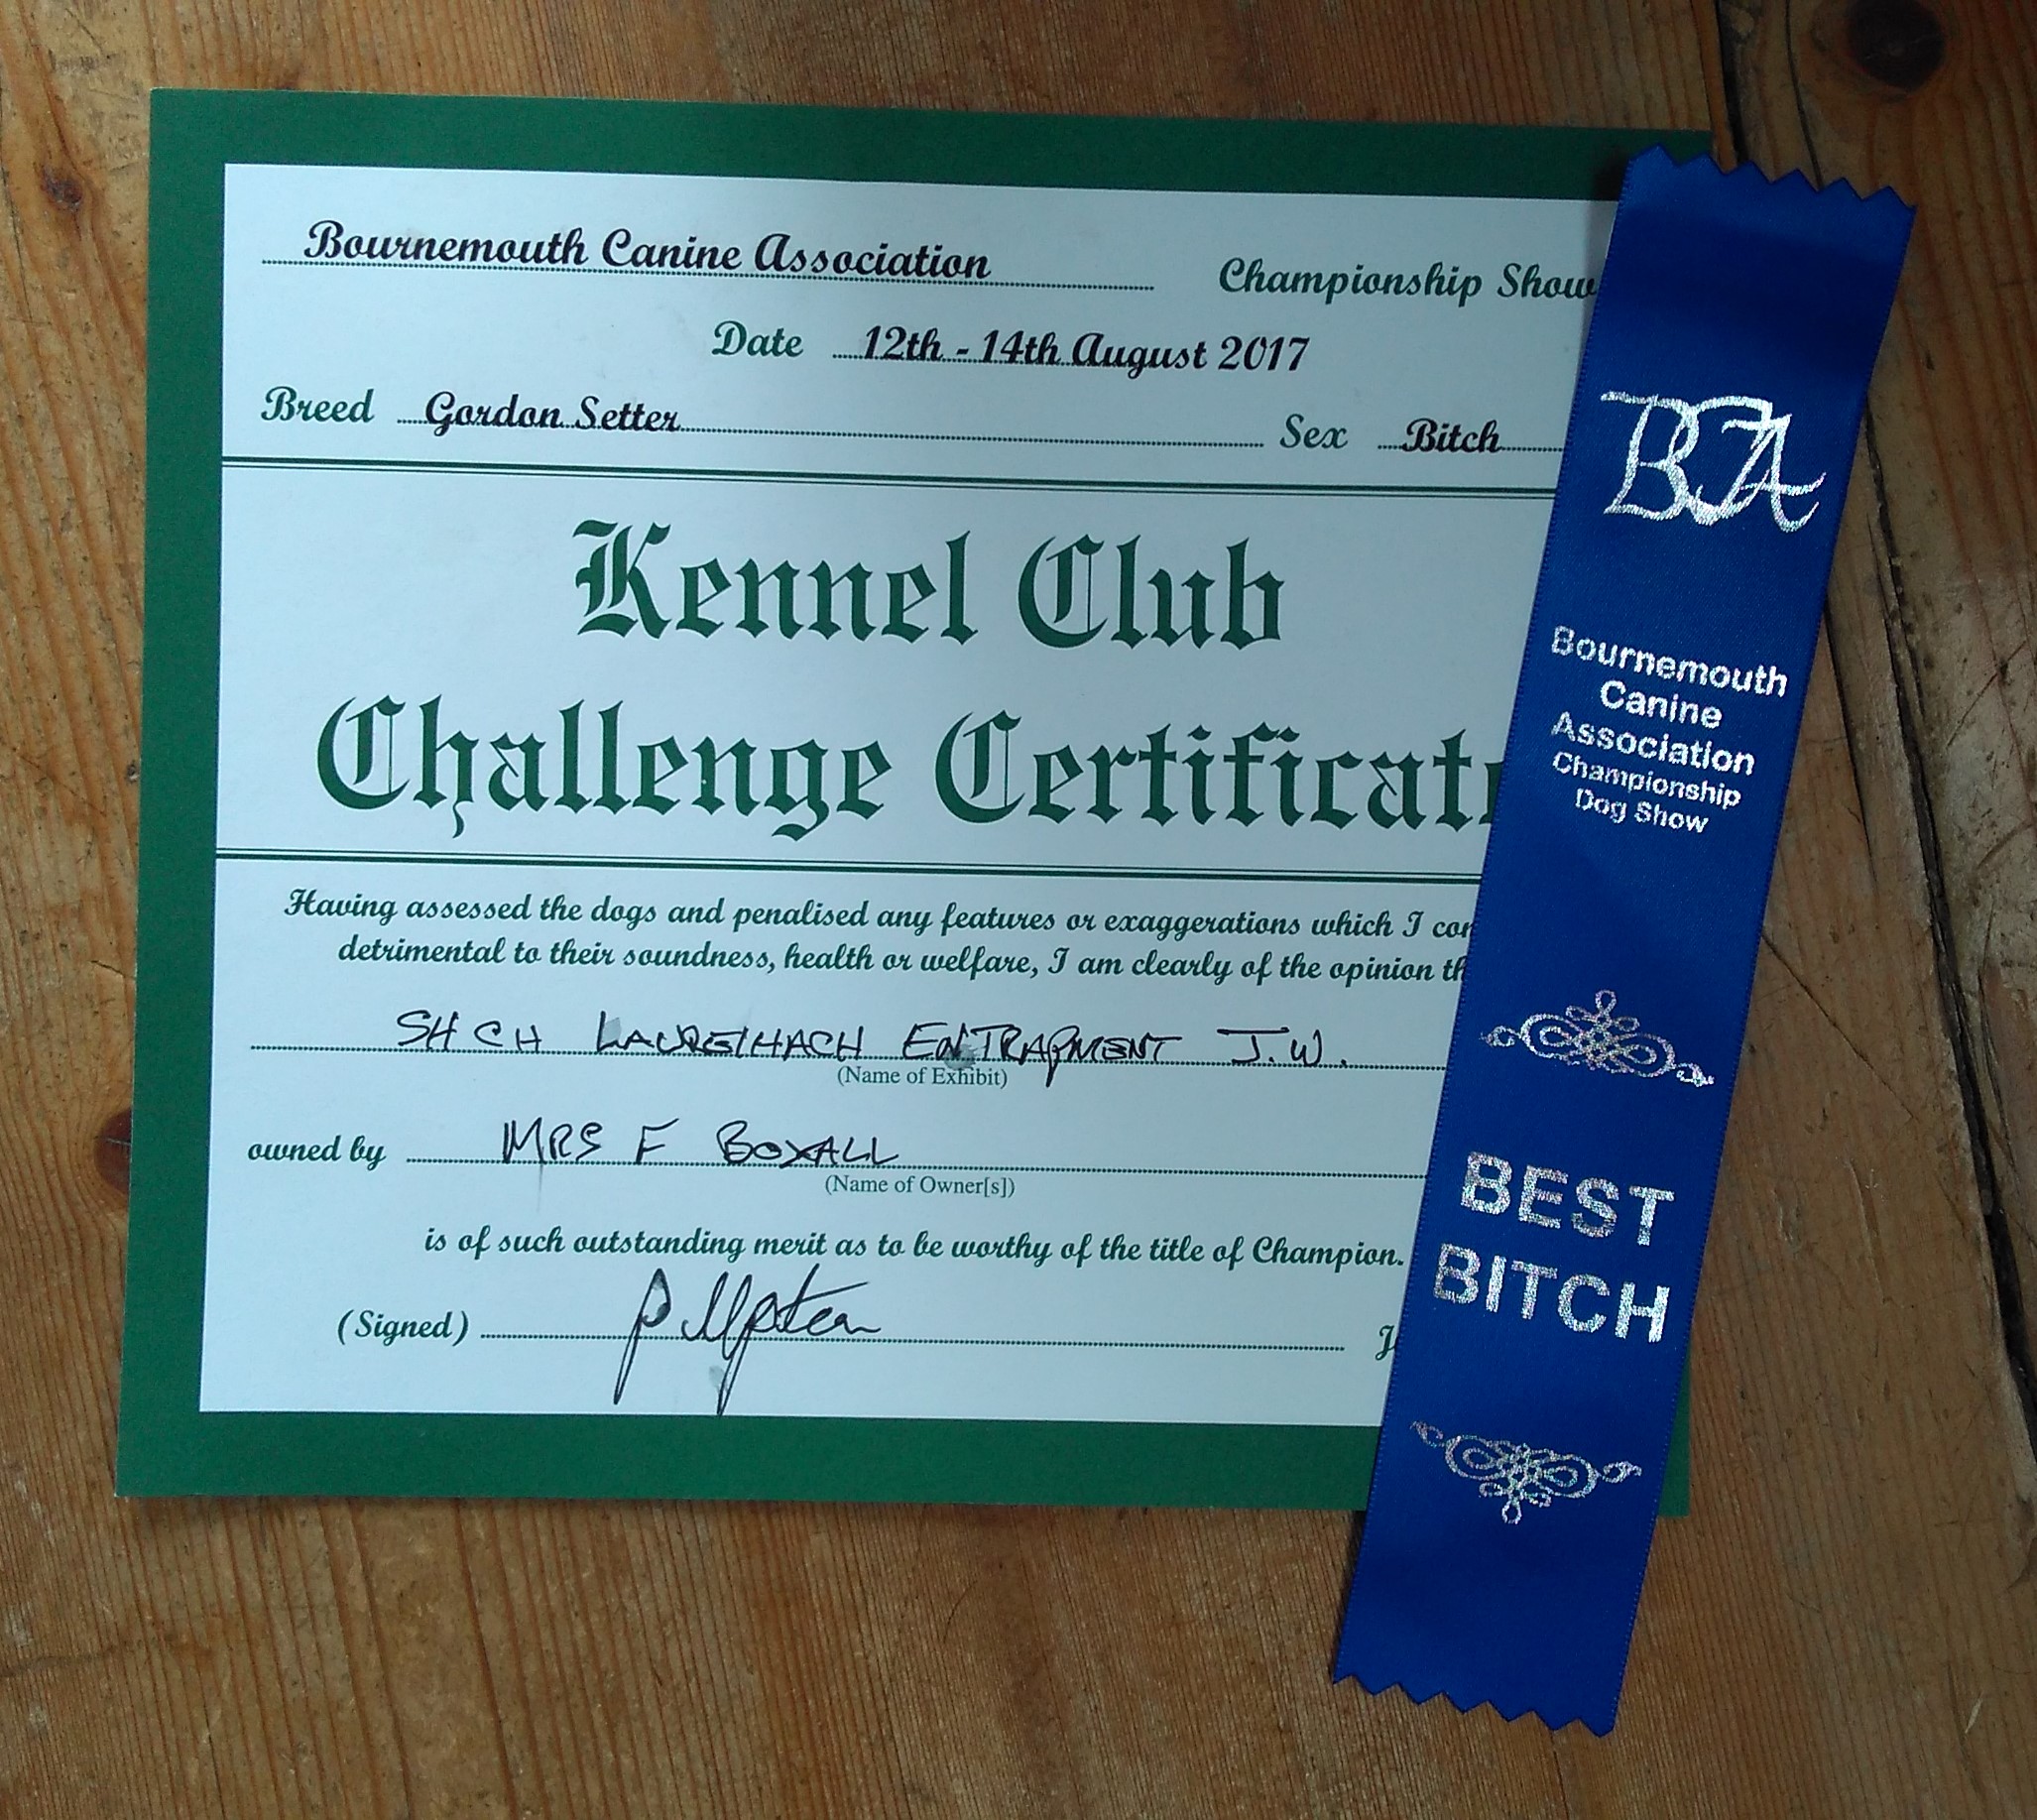 Bournemouth Canine Association Championship Show
Date 12th - 14th August 2017
Breed Gordon Setter Sex Bitch
Kennel Club
Challenge Certificate
Having assessed the dogs and penalised any features or exaggerations which I con
detrimental to their soundness, health or welfare, I am clearly of the opinion th
SH CH ENTRAPMENT J.W.
(Name of Exhibit)
owned by MRS F BOXALL
(Name of Owner[s])
is of such outstanding merit as to be worthy of the title of Champion.
(Signed)
BCA
Bournemouth
Canine
Association
Championship
Dog Show
BEST
BITCH